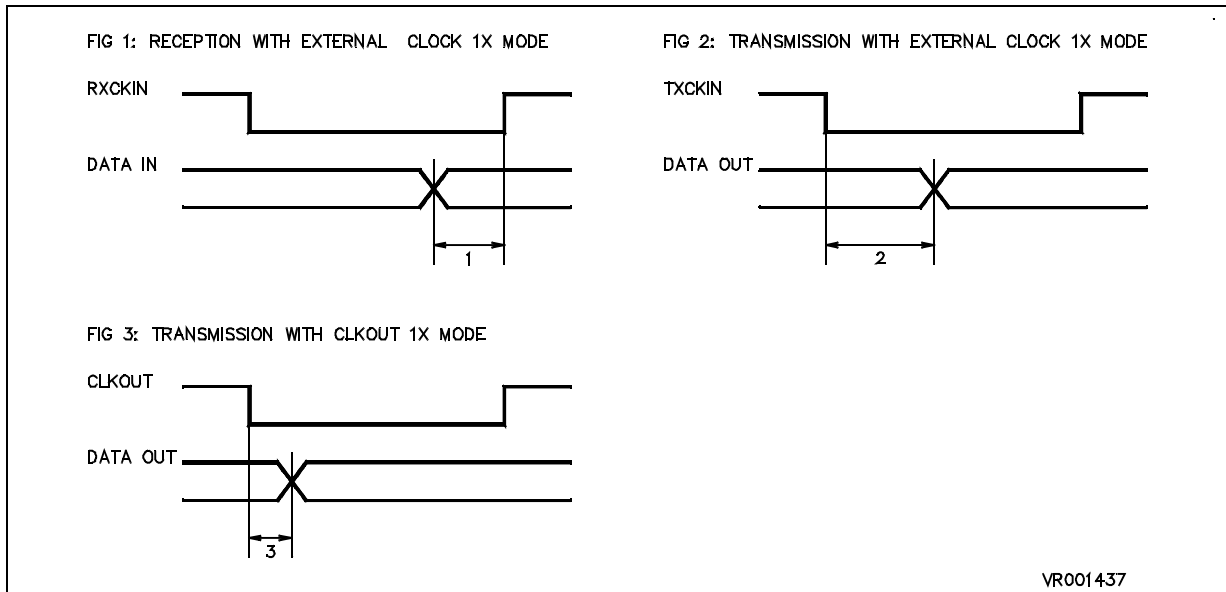 FIG 1: RECEPTION WITH EXTERNAL CLOCK 1X MODE
RXCKIN
DATA IN
1
FIG 2: TRANSMISSION WITH EXTERNAL CLOCK 1X MODE
TXCKIN
DATA OUT
2
FIG 3: TRANSMISSION WITH CLKOUT 1X MODE
CLKOUT
DATA OUT
3
VR001437